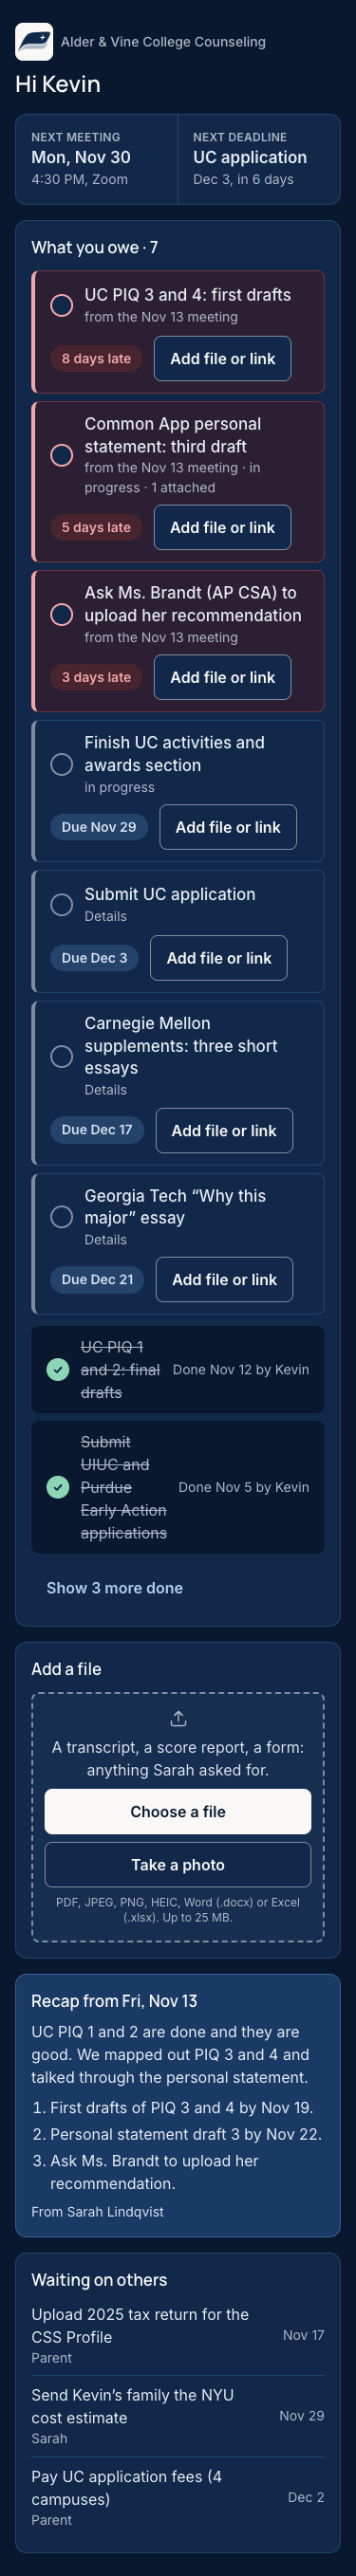 Alder & Vine College Counseling
Hi Kevin
NEXT MEETING
Mon, Nov 30
4:30 PM, Zoom
NEXT DEADLINE
UC application
Dec 3, in 6 days
What you owe · 7
UC PIQ 3 and 4: first drafts
from the Nov 13 meeting
8 days late
Add file or link
Common App personal
statement: third draft
from the Nov 13 meeting · in
progress · 1 attached
5 days late
Add file or link
Ask Ms. Brandt (AP CSA) to
upload her recommendation
from the Nov 13 meeting
3 days late
Add file or link
Finish UC activities and
awards section
in progress
Due Nov 29
Add file or link
Submit UC application
Details
Due Dec 3
Add file or link
Carnegie Mellon
supplements: three short
essays
Details
Due Dec 17
Add file or link
Georgia Tech “Why this
major” essay
Details
Due Dec 21
Add file or link
UC PIQ 1
and 2: final
drafts
Done Nov 12 by Kevin
Submit
UIUC and
Purdue
Early Action
applications
Done Nov 5 by Kevin
Show 3 more done
Add a file
A transcript, a score report, a form:
anything Sarah asked for.
Choose a file
Take a photo
PDF, JPEG, PNG, HEIC, Word (.docx) or Excel
(.xlsx). Up to 25 MB.
Recap from Fri, Nov 13
UC PIQ 1 and 2 are done and they are
good. We mapped out PIQ 3 and 4 and
talked through the personal statement.
1. First drafts of PIQ 3 and 4 by Nov 19.
2. Personal statement draft 3 by Nov 22.
3. Ask Ms. Brandt to upload her
recommendation.
From Sarah Lindqvist
Waiting on others
Upload 2025 tax return for the
CSS Profile
Parent
Nov 17
Send Kevin’s family the NYU
cost estimate
Sarah
Nov 29
Pay UC application fees (4
campuses)
Parent
Dec 2